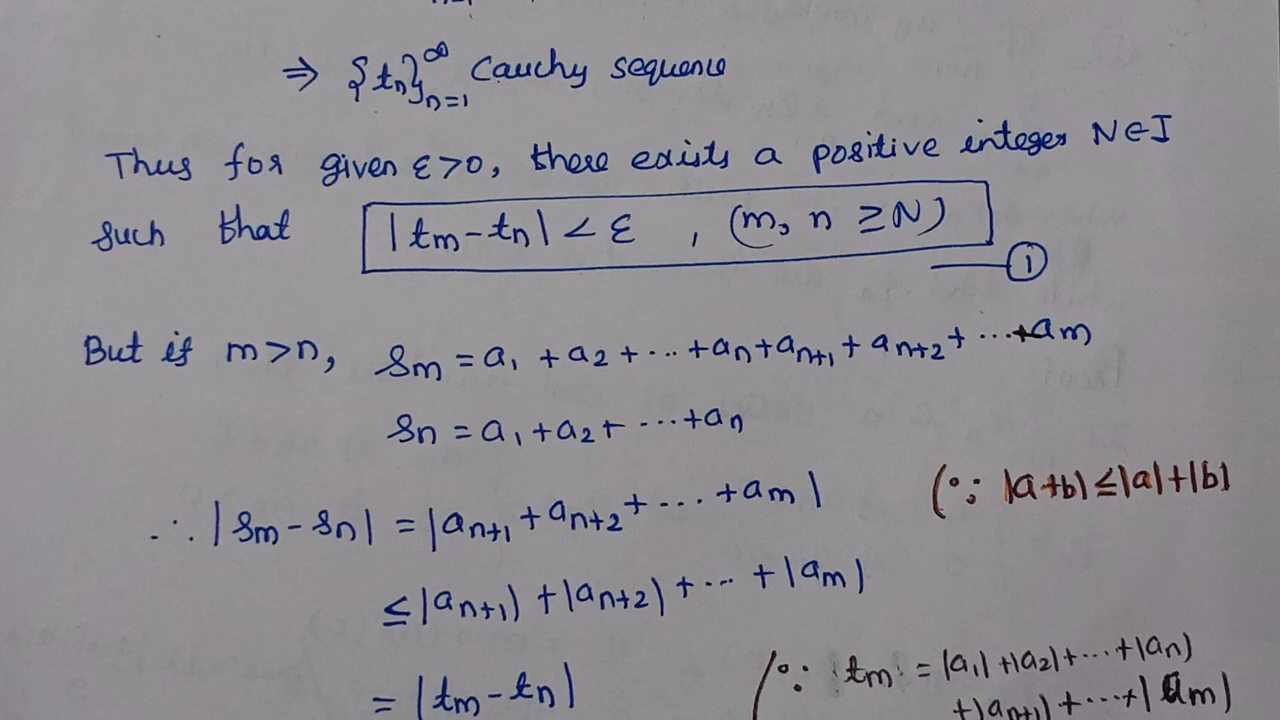 ⇒ {tn}∞n=1 Cauchy sequence
Thus for given ε>0, there exists a positive integer N∈I
such that |tm-tn|<ε , (m, n ≥N)
①
But if m>n, Sm = a1 + a2 + ... + an + an+1 + an+2 + ... + am
Sn = a1 + a2 + ... + an
∴ |Sm - Sn| = |an+1 + an+2 + ... + am| (∵ |a+b| ≤ |a|+|b|
≤ |an+1| + |an+2| + ... + |am|
= |tm - tn| (∵ tm = |a1| + |a2| + ... + |an|
+ |an+1| + ... + |am|